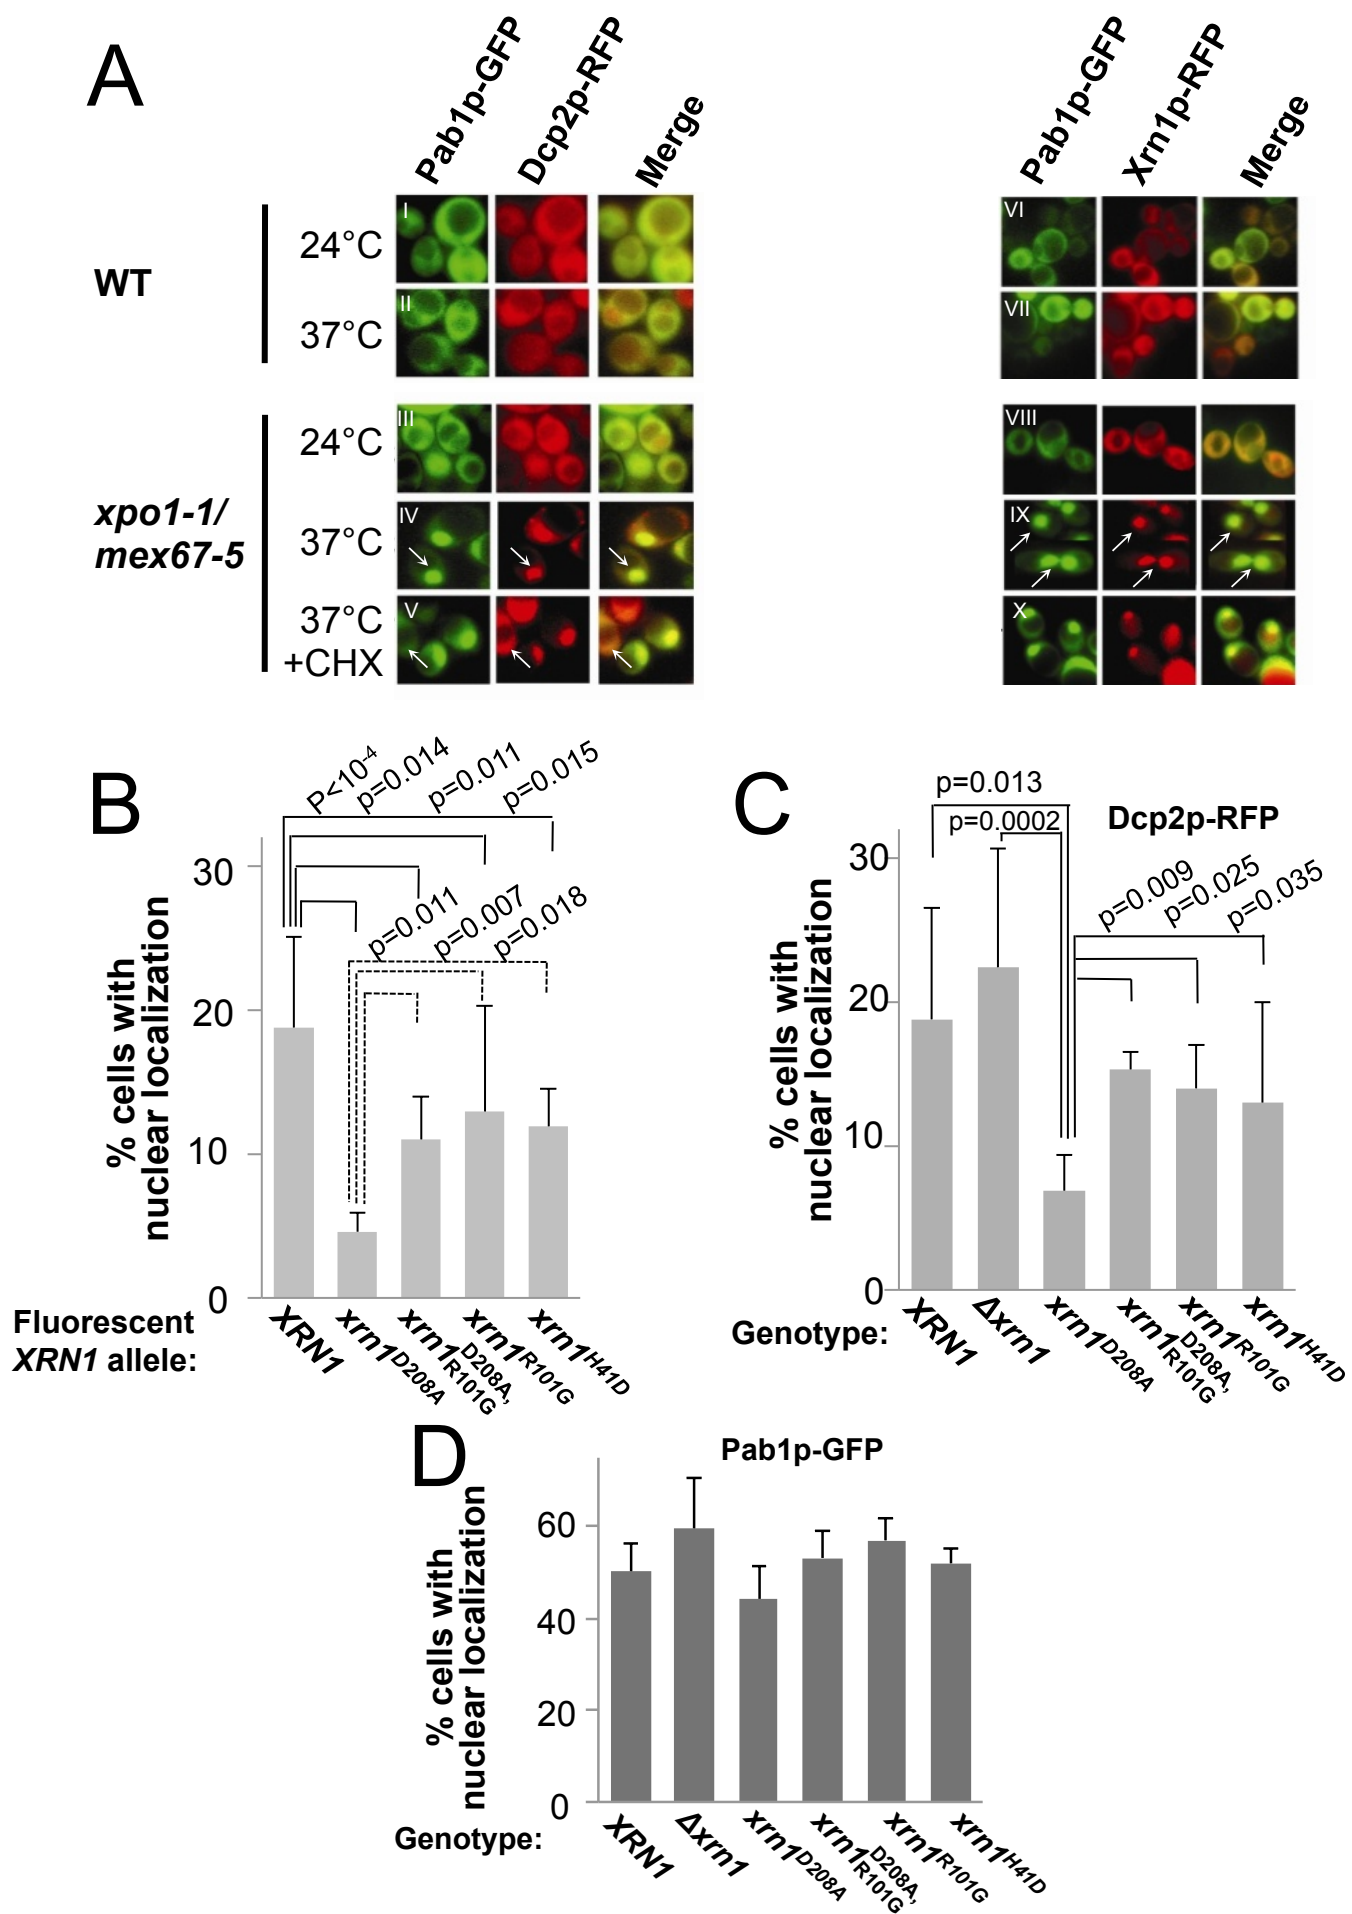 A
Pab1p-GFP
Dcp2p-RFP
Merge
Pab1p-GFP
Xrn1p-RFP
Merge
WT
24°C
I
VI
37°C
II
VII
xpo1-1/
mex67-5
24°C
III
VIII
37°C
IV
IX
37°C
+CHX
V
X
B
P<10-4
p=0.014
p=0.011
p=0.015
p=0.011
p=0.007
p=0.018
% cells with
nuclear localization
30
20
10
0
Fluorescent
XRN1 allele:
XRN1
xrn1D208A
xrn1D208A,
R101G
xrn1R101G
xrn1H41D
C
Dcp2p-RFP
p=0.013
p=0.0002
p=0.009
p=0.025
p=0.035
% cells with
nuclear localization
30
20
10
0
Genotype:
XRN1
Δxrn1
xrn1D208A
xrn1D208A,
R101G
xrn1R101G
xrn1H41D
D
Pab1p-GFP
% cells with
nuclear localization
60
40
20
0
Genotype:
XRN1
Δxrn1
xrn1D208A
xrn1D208A,
R101G
xrn1R101G
xrn1H41D